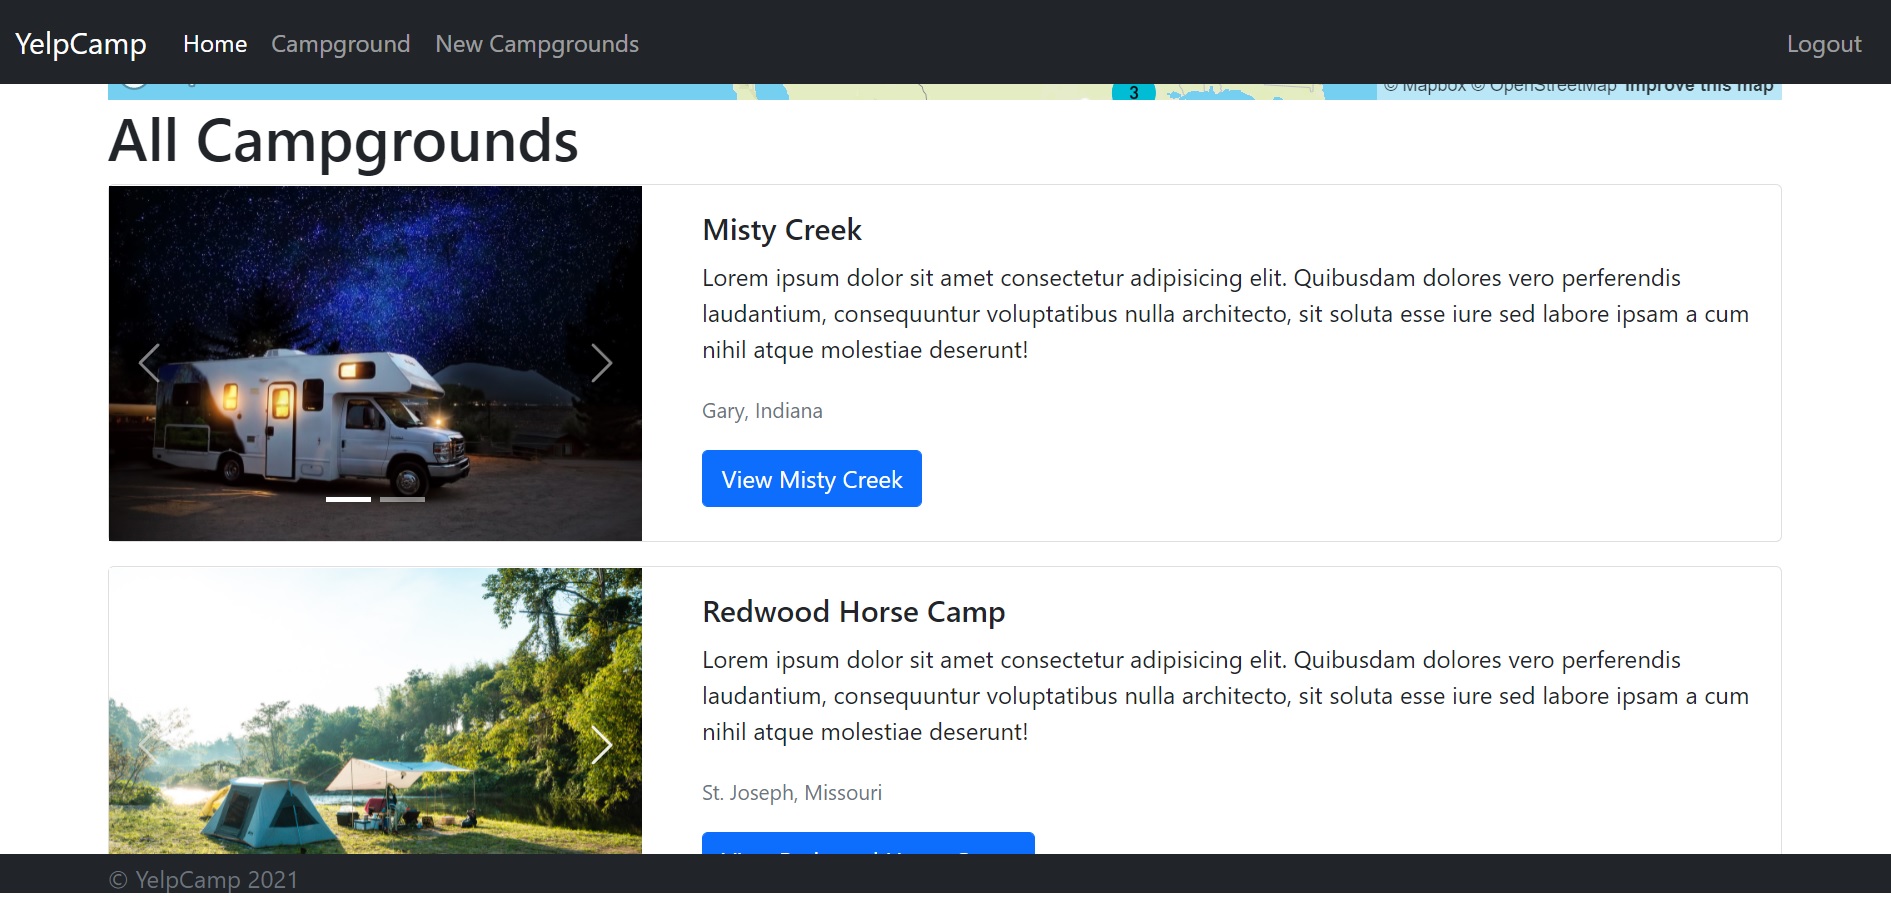 YelpCamp Home Campground New Campgrounds Logout
3 © Mapbox © OpenStreetMap Improve this map
All Campgrounds
Misty Creek
Lorem ipsum dolor sit amet consectetur adipisicing elit. Quibusdam dolores vero perferendis
laudantium, consequuntur voluptatibus nulla architecto, sit soluta esse iure sed labore ipsam a cum
nihil atque molestiae deserunt!
Gary, Indiana
View Misty Creek
Redwood Horse Camp
Lorem ipsum dolor sit amet consectetur adipisicing elit. Quibusdam dolores vero perferendis
laudantium, consequuntur voluptatibus nulla architecto, sit soluta esse iure sed labore ipsam a cum
nihil atque molestiae deserunt!
St. Joseph, Missouri
© YelpCamp 2021